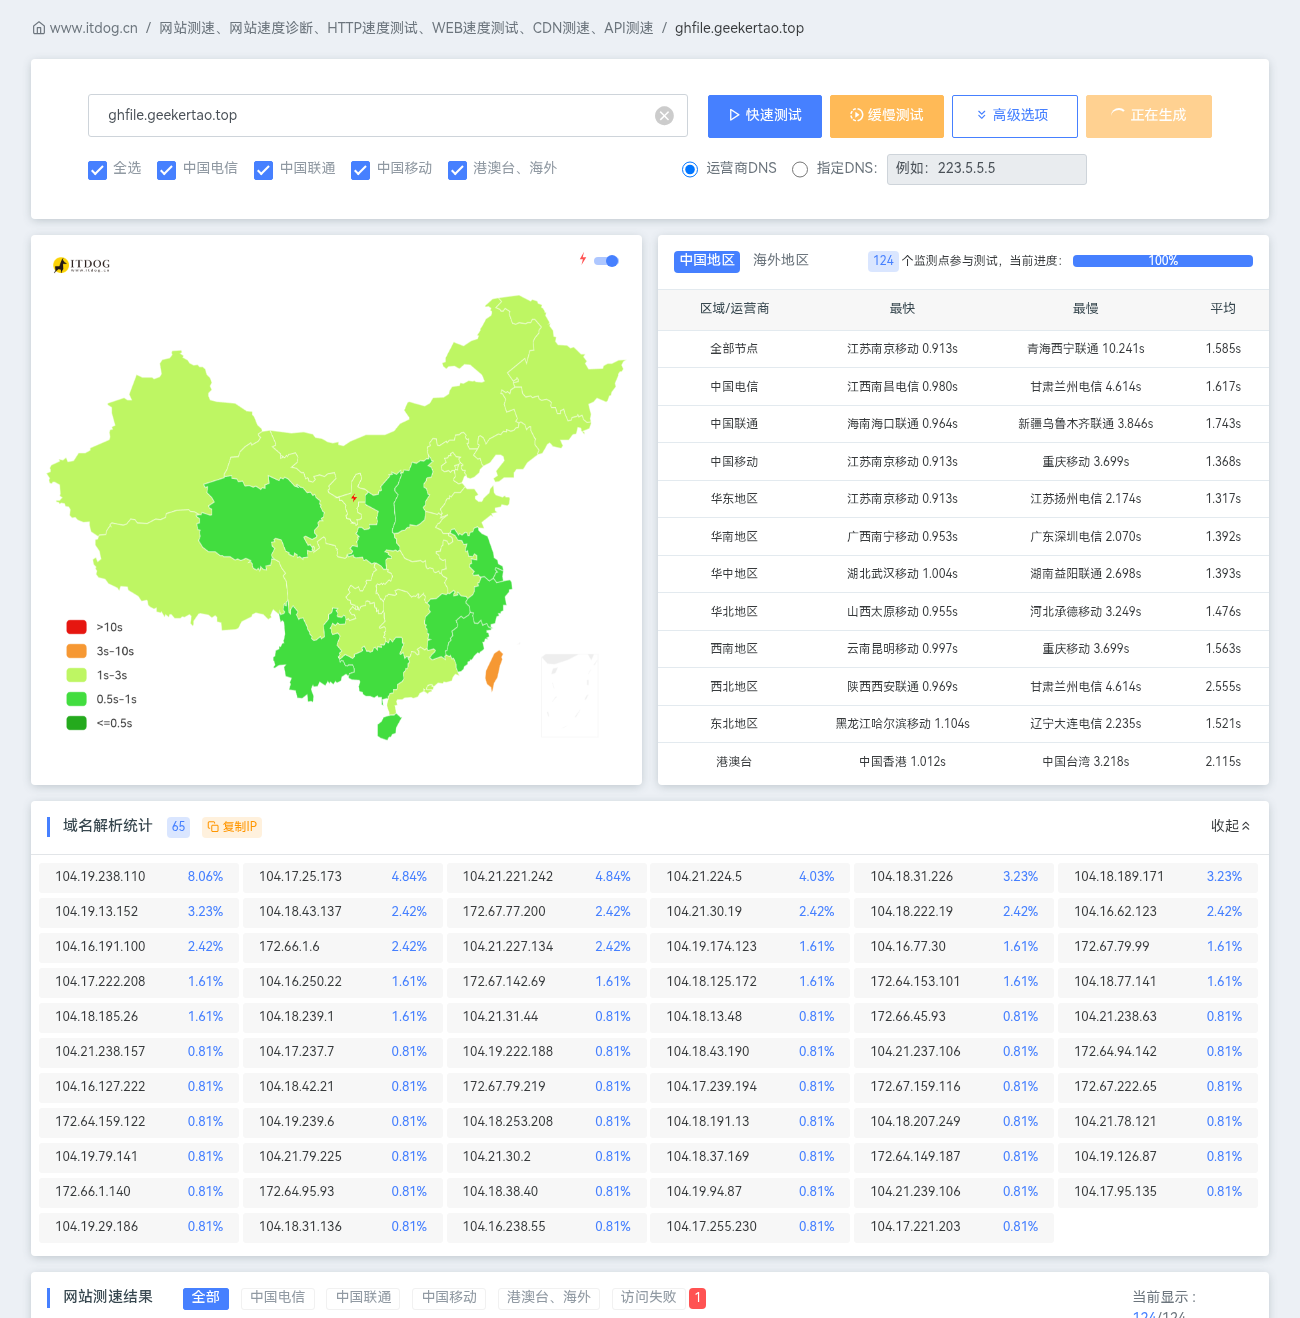 www.itdog.cn / 网站测速、网站速度诊断、HTTP速度测试、WEB速度测试、CDN测速、API测速 / ghfile.geekertao.top
ghfile.geekertao.top 快速测试 缓慢测试 高级选项 正在生成
全选 中国电信 中国联通 中国移动 港澳台、海外 运营商DNS 指定DNS: 例如：223.5.5.5
ITDOG
www.itdog.cn
>10s
3s-10s
1s-3s
0.5s-1s
<=0.5s
中国地区 海外地区 124 个监测点参与测试，当前进度： 100%
区域/运营商 最快 最慢 平均
全部节点 江苏南京移动 0.913s 青海西宁联通 10.241s 1.585s
中国电信 江西南昌电信 0.980s 甘肃兰州电信 4.614s 1.617s
中国联通 海南海口联通 0.964s 新疆乌鲁木齐联通 3.846s 1.743s
中国移动 江苏南京移动 0.913s 重庆移动 3.699s 1.368s
华东地区 江苏南京移动 0.913s 江苏扬州电信 2.174s 1.317s
华南地区 广西南宁移动 0.953s 广东深圳电信 2.070s 1.392s
华中地区 湖北武汉移动 1.004s 湖南益阳联通 2.698s 1.393s
华北地区 山西太原移动 0.955s 河北承德移动 3.249s 1.476s
西南地区 云南昆明移动 0.997s 重庆移动 3.699s 1.563s
西北地区 陕西西安联通 0.969s 甘肃兰州电信 4.614s 2.555s
东北地区 黑龙江哈尔滨移动 1.104s 辽宁大连电信 2.235s 1.521s
港澳台 中国香港 1.012s 中国台湾 3.218s 2.115s
域名解析统计 65 复制IP 收起
104.19.238.110 8.06% 104.17.25.173 4.84% 104.21.221.242 4.84% 104.21.224.5 4.03% 104.18.31.226 3.23% 104.18.189.171 3.23%
104.19.13.152 3.23% 104.18.43.137 2.42% 172.67.77.200 2.42% 104.21.30.19 2.42% 104.18.222.19 2.42% 104.16.62.123 2.42%
104.16.191.100 2.42% 172.66.1.6 2.42% 104.21.227.134 2.42% 104.19.174.123 1.61% 104.16.77.30 1.61% 172.67.79.99 1.61%
104.17.222.208 1.61% 104.16.250.22 1.61% 172.67.142.69 1.61% 104.18.125.172 1.61% 172.64.153.101 1.61% 104.18.77.141 1.61%
104.18.185.26 1.61% 104.18.239.1 1.61% 104.21.31.44 0.81% 104.18.13.48 0.81% 172.66.45.93 0.81% 104.21.238.63 0.81%
104.21.238.157 0.81% 104.17.237.7 0.81% 104.19.222.188 0.81% 104.18.43.190 0.81% 104.21.237.106 0.81% 172.64.94.142 0.81%
104.16.127.222 0.81% 104.18.42.21 0.81% 172.67.79.219 0.81% 104.17.239.194 0.81% 172.67.159.116 0.81% 172.67.222.65 0.81%
172.64.159.122 0.81% 104.19.239.6 0.81% 104.18.253.208 0.81% 104.18.191.13 0.81% 104.18.207.249 0.81% 104.21.78.121 0.81%
104.19.79.141 0.81% 104.21.79.225 0.81% 104.21.30.2 0.81% 104.18.37.169 0.81% 172.64.149.187 0.81% 104.19.126.87 0.81%
172.66.1.140 0.81% 172.64.95.93 0.81% 104.18.38.40 0.81% 104.19.94.87 0.81% 104.21.239.106 0.81% 104.17.95.135 0.81%
104.19.29.186 0.81% 104.18.31.136 0.81% 104.16.238.55 0.81% 104.17.255.230 0.81% 104.17.221.203 0.81%
网站测速结果 全部 中国电信 中国联通 中国移动 港澳台、海外 访问失败 1 当前显示：
124/124